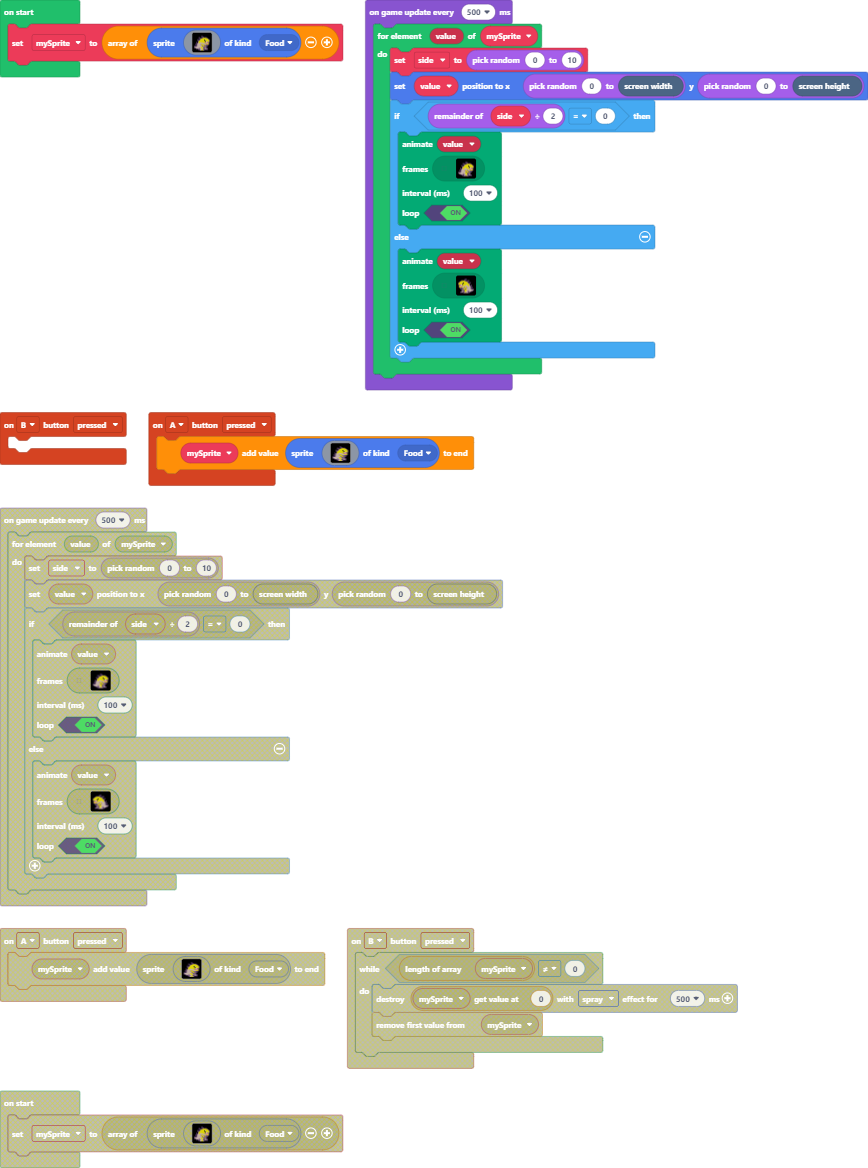 on start
set mySprite to array of sprite of kind Food
on game update every 500 ms
for element value of mySprite
do set side to pick random 0 to 10
set value position to x pick random 0 to screen width y pick random 0 to screen height
if remainder of side ÷ 2 = 0 then
animate value
frames
interval (ms) 100
loop ON
else
animate value
frames
interval (ms) 100
loop ON
on B button pressed
on A button pressed
mySprite add value sprite of kind Food to end
on game update every 500 ms
for element value of mySprite
do set side to pick random 0 to 10
set value position to x pick random 0 to screen width y pick random 0 to screen height
if remainder of side ÷ 2 = 0 then
animate value
frames
interval (ms) 100
loop ON
else
animate value
frames
interval (ms) 100
loop ON
on A button pressed
mySprite add value sprite of kind Food to end
on B button pressed
while length of array mySprite ≠ 0
do destroy mySprite get value at 0 with spray effect for 500 ms
remove first value from mySprite
on start
set mySprite to array of sprite of kind Food